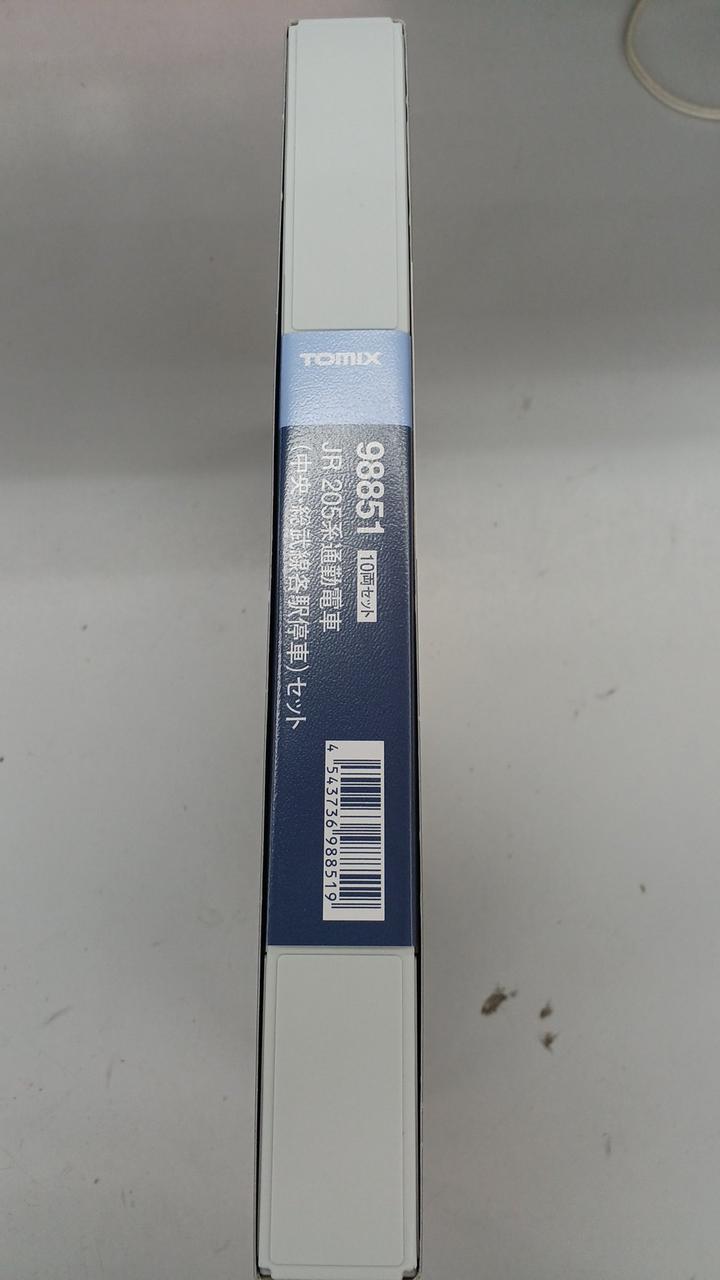 TOMIX
98851 10両セット
JR 205系通勤電車
(中央・総武線各駅停車)セット
4 543736 988519